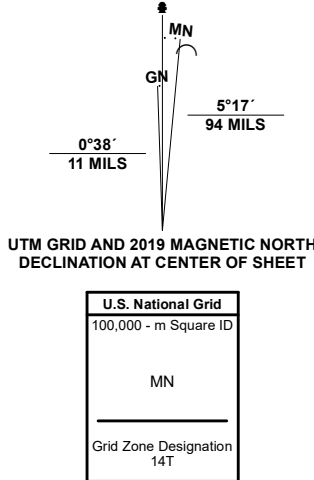 MN
GN
5°17´
94 MILS
0°38´
11 MILS
UTM GRID AND 2019 MAGNETIC NORTH
DECLINATION AT CENTER OF SHEET
U.S. National Grid
100,000 - m Square ID
MN
Grid Zone Designation
14T